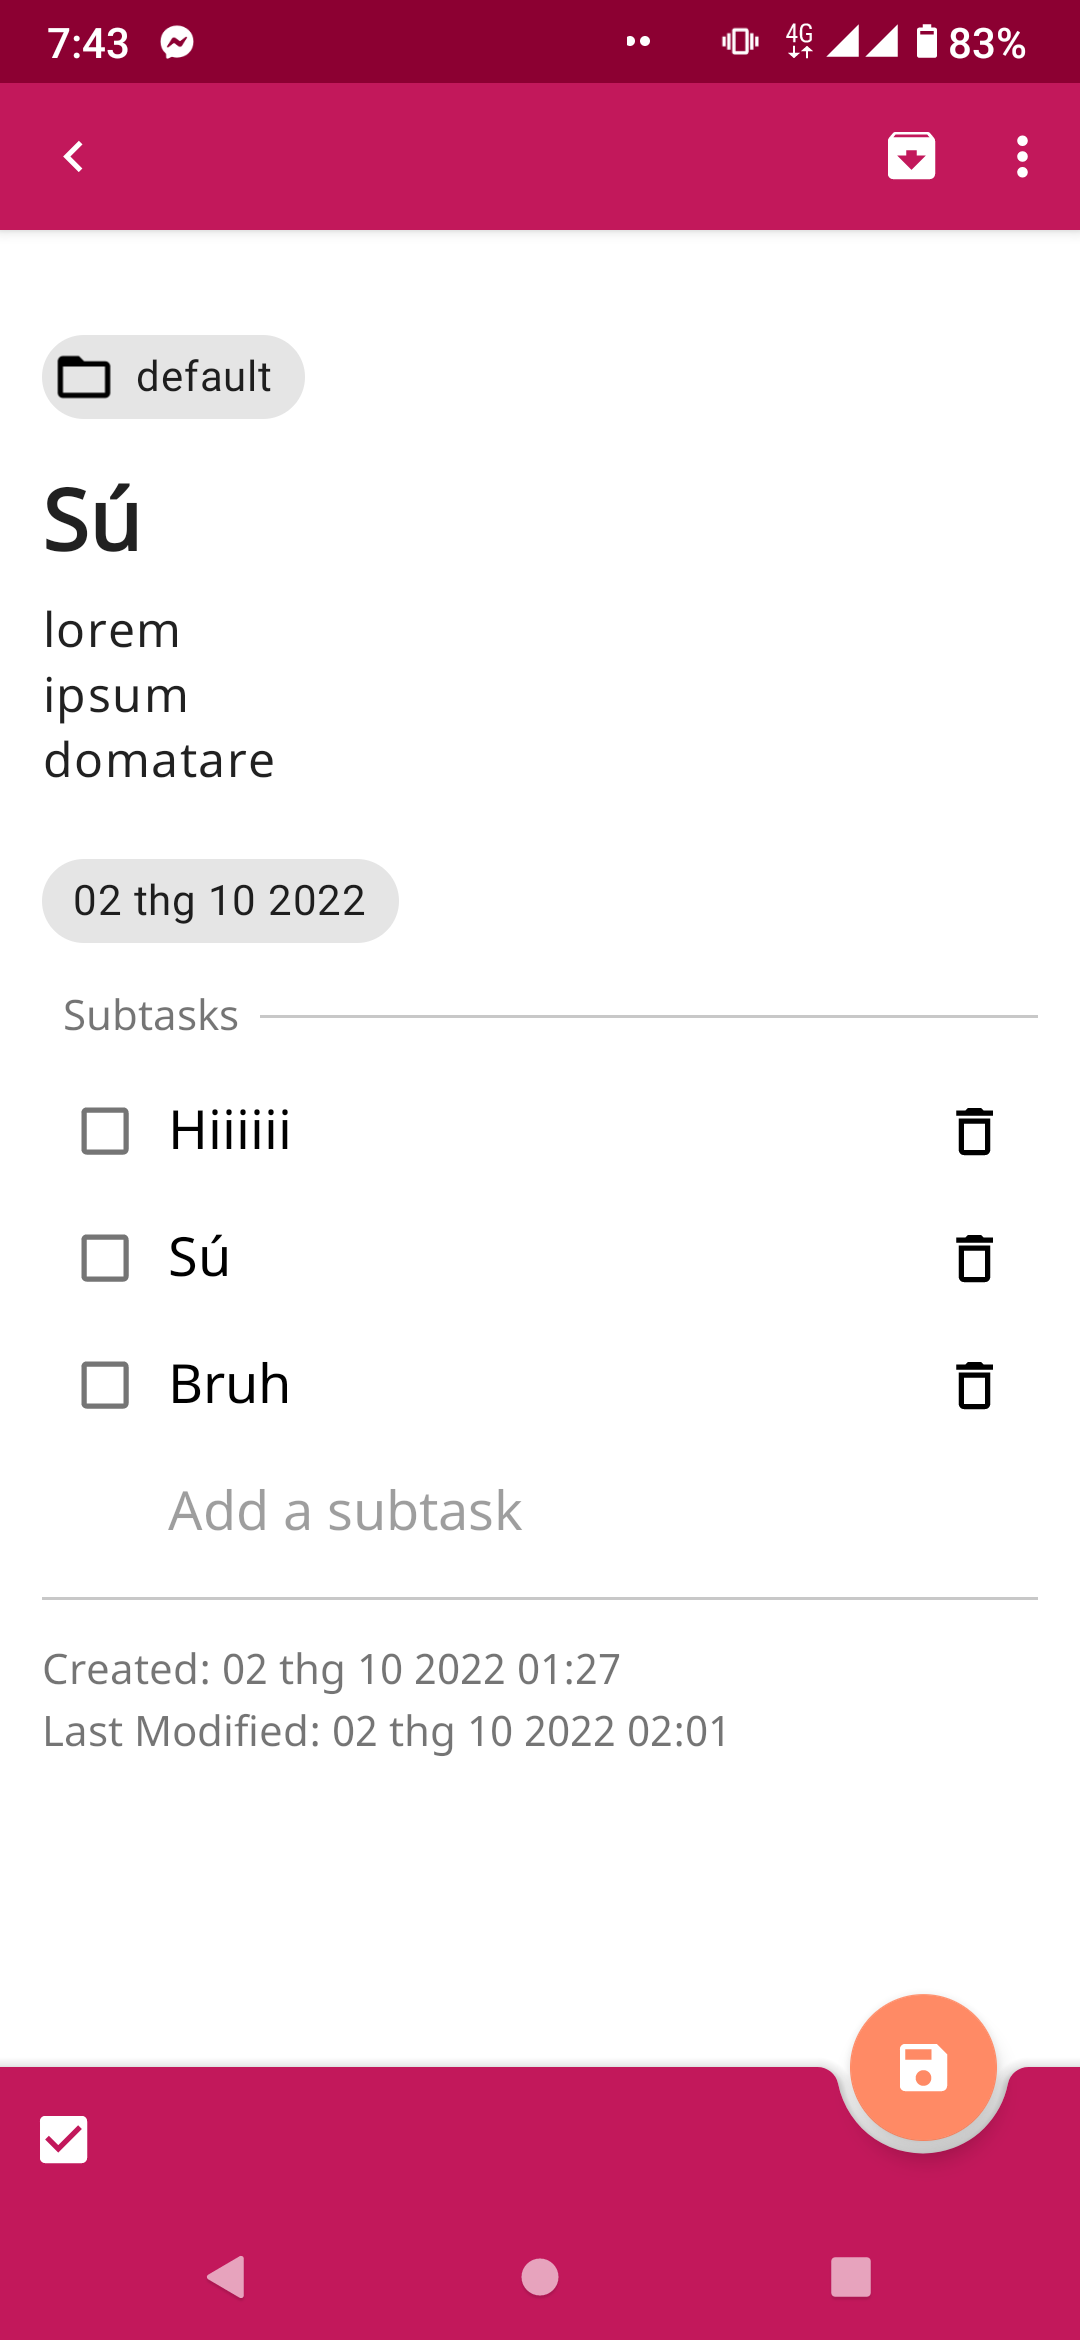 7:43 4G 83%
default
Sú
lorem
ipsum
domatare
02 thg 10 2022
Subtasks
Hiiiiii
Sú
Bruh
Add a subtask
Created: 02 thg 10 2022 01:27
Last Modified: 02 thg 10 2022 02:01